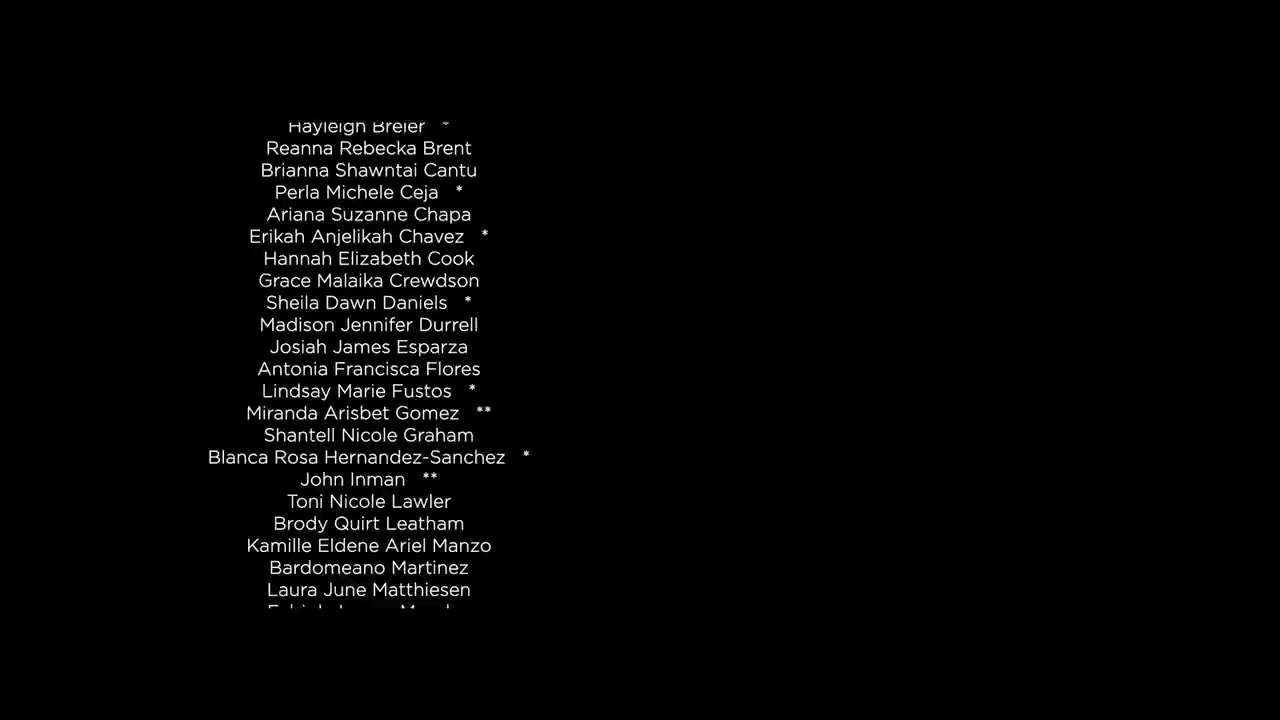 Hayleigh Breier *
Reanna Rebecka Brent
Brianna Shawntai Cantu
Perla Michele Ceja *
Ariana Suzanne Chapa
Erikah Anjelikah Chavez *
Hannah Elizabeth Cook
Grace Malaika Crewdson
Sheila Dawn Daniels *
Madison Jennifer Durrell
Josiah James Esparza
Antonia Francisca Flores
Lindsay Marie Fustos *
Miranda Arisbet Gomez **
Shantell Nicole Graham
Blanca Rosa Hernandez-Sanchez *
John Inman **
Toni Nicole Lawler
Brody Quirt Leatham
Kamille Eldene Ariel Manzo
Bardomeano Martinez
Laura June Matthiesen